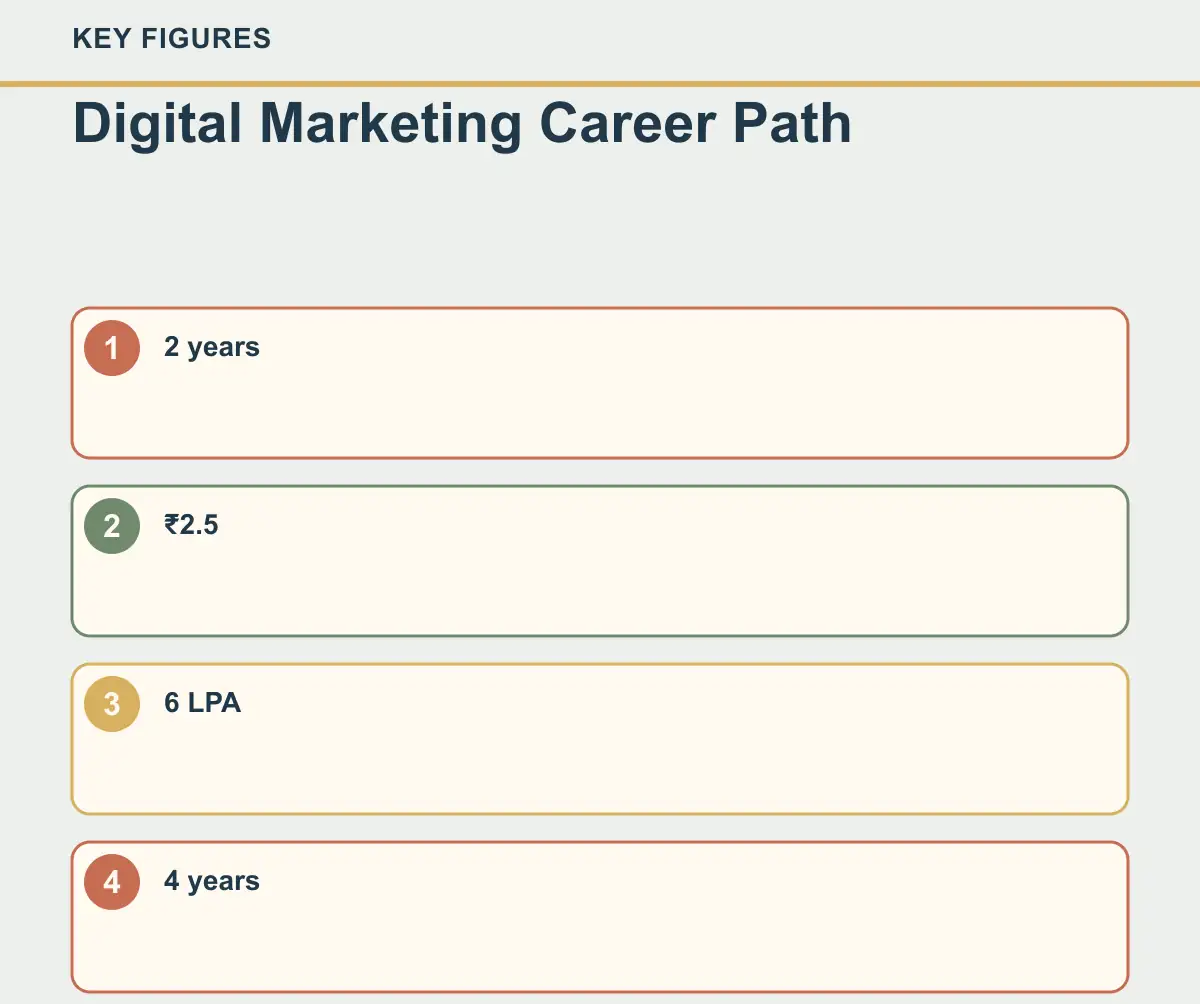 KEY FIGURES
Digital Marketing Career Path
1 2 years
2 ₹2.5
3 6 LPA
4 4 years